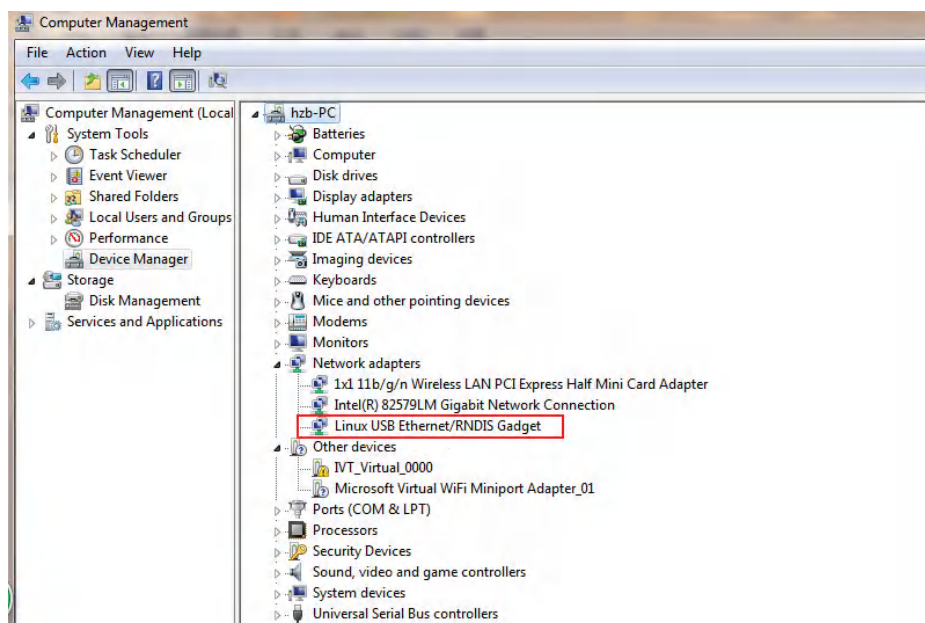 Computer Management
File Action View Help
Computer Management (Local
System Tools
Task Scheduler
Event Viewer
Shared Folders
Local Users and Groups
Performance
Device Manager
Storage
Disk Management
Services and Applications
hzb-PC
Batteries
Computer
Disk drives
Display adapters
Human Interface Devices
IDE ATA/ATAPI controllers
Imaging devices
Keyboards
Mice and other pointing devices
Modems
Monitors
Network adapters
1x1 11b/g/n Wireless LAN PCI Express Half Mini Card Adapter
Intel(R) 82579LM Gigabit Network Connection
Linux USB Ethernet/RNDIS Gadget
Other devices
IVT_Virtual_0000
Microsoft Virtual WiFi Miniport Adapter_01
Ports (COM & LPT)
Processors
Security Devices
Sound, video and game controllers
System devices
Universal Serial Bus controllers